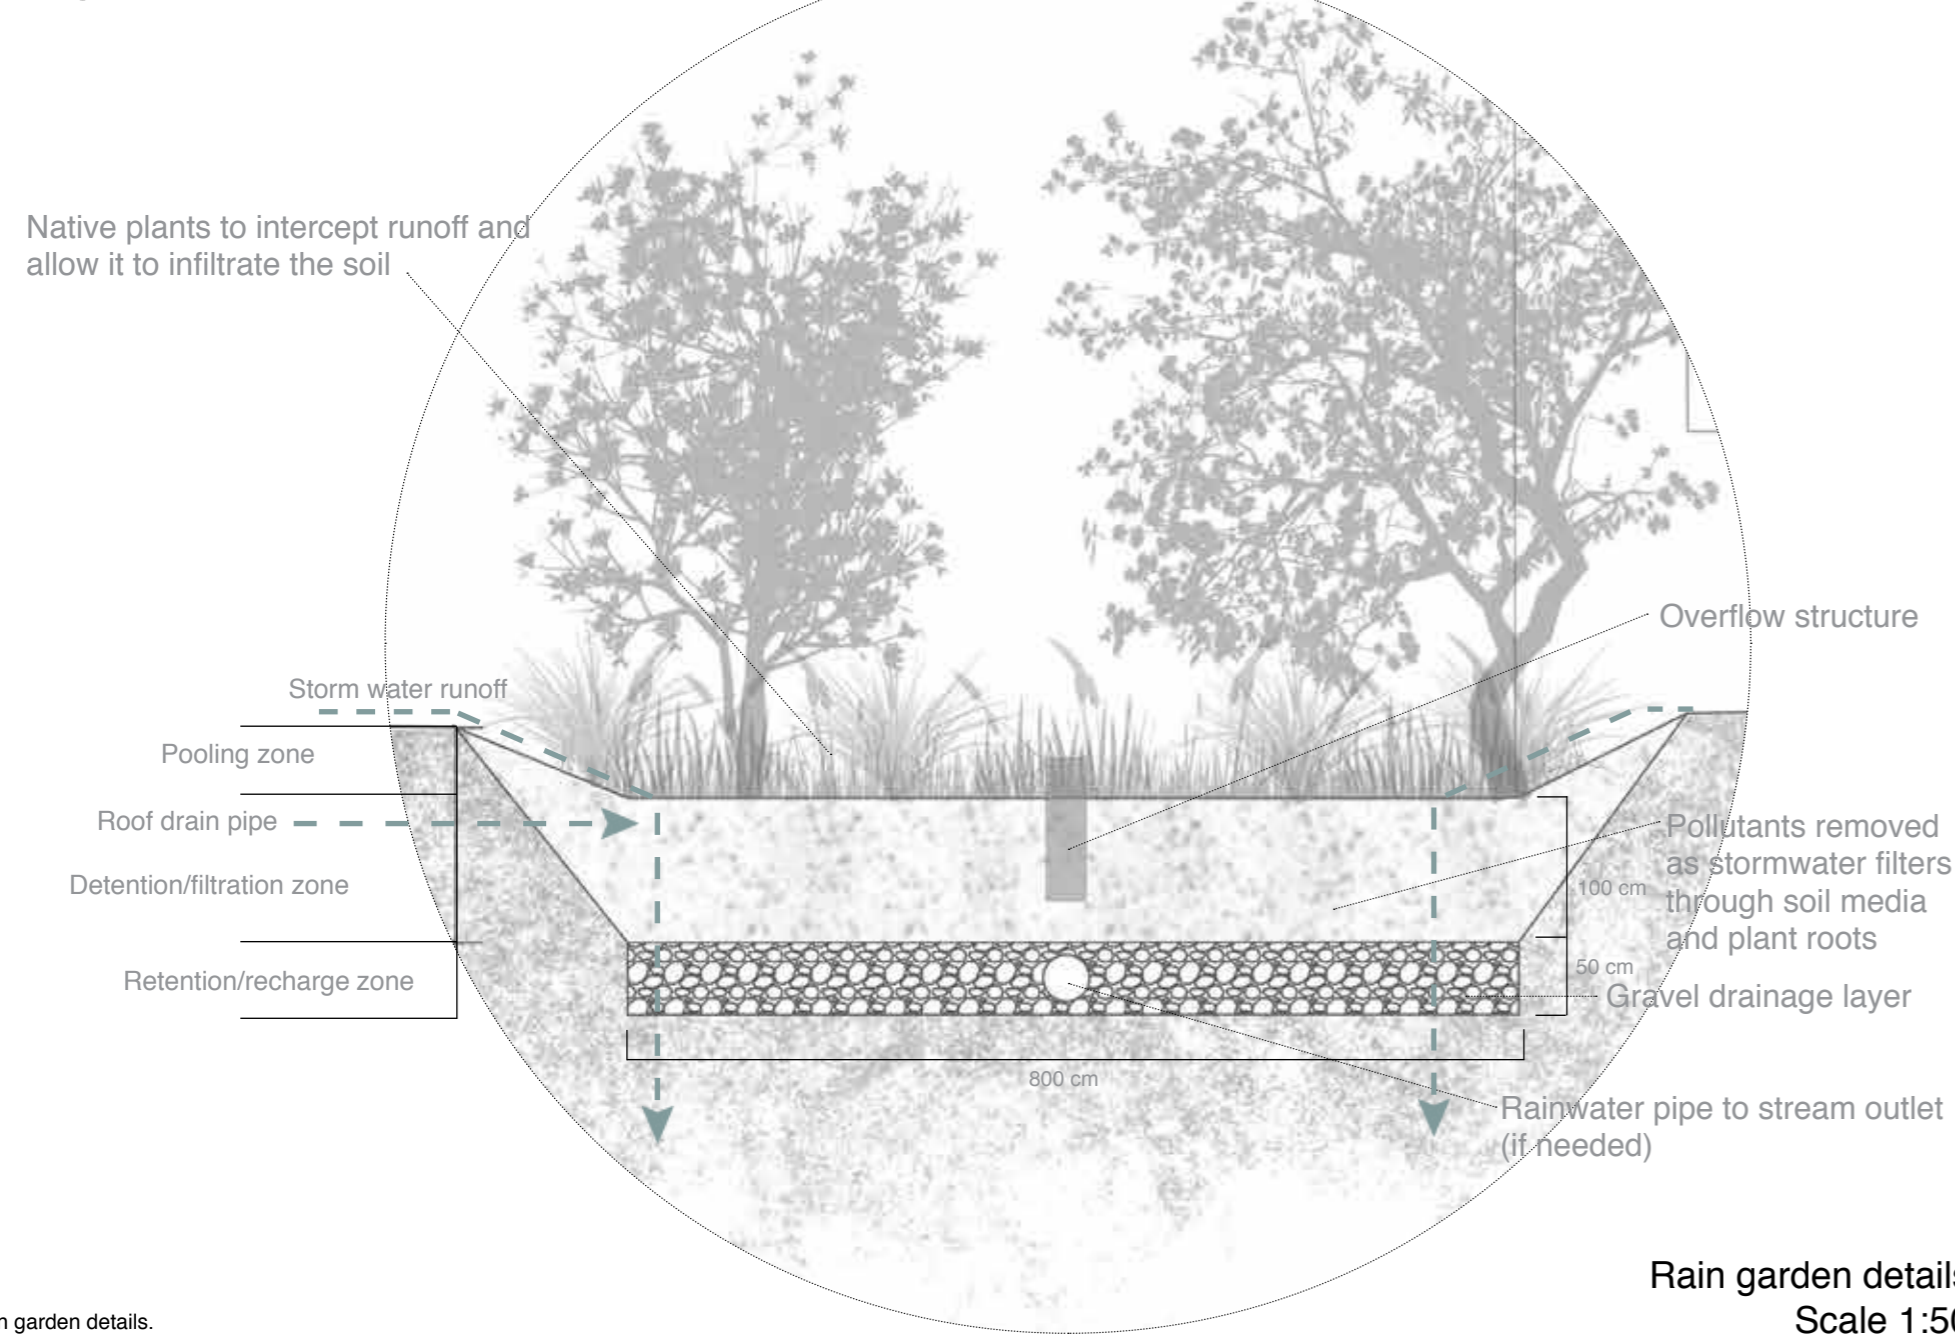 Native plants to intercept runoff and
allow it to infiltrate the soil
Overflow structure
Storm water runoff
Pooling zone
Roof drain pipe
Pollutants removed
as stormwater filters
through soil media
and plant roots
Detention/filtration zone
100 cm
Retention/recharge zone
50 cm
Gravel drainage layer
800 cm
Rainwater pipe to stream outlet
(if needed)
Rain garden details
Scale 1:50
n garden details.